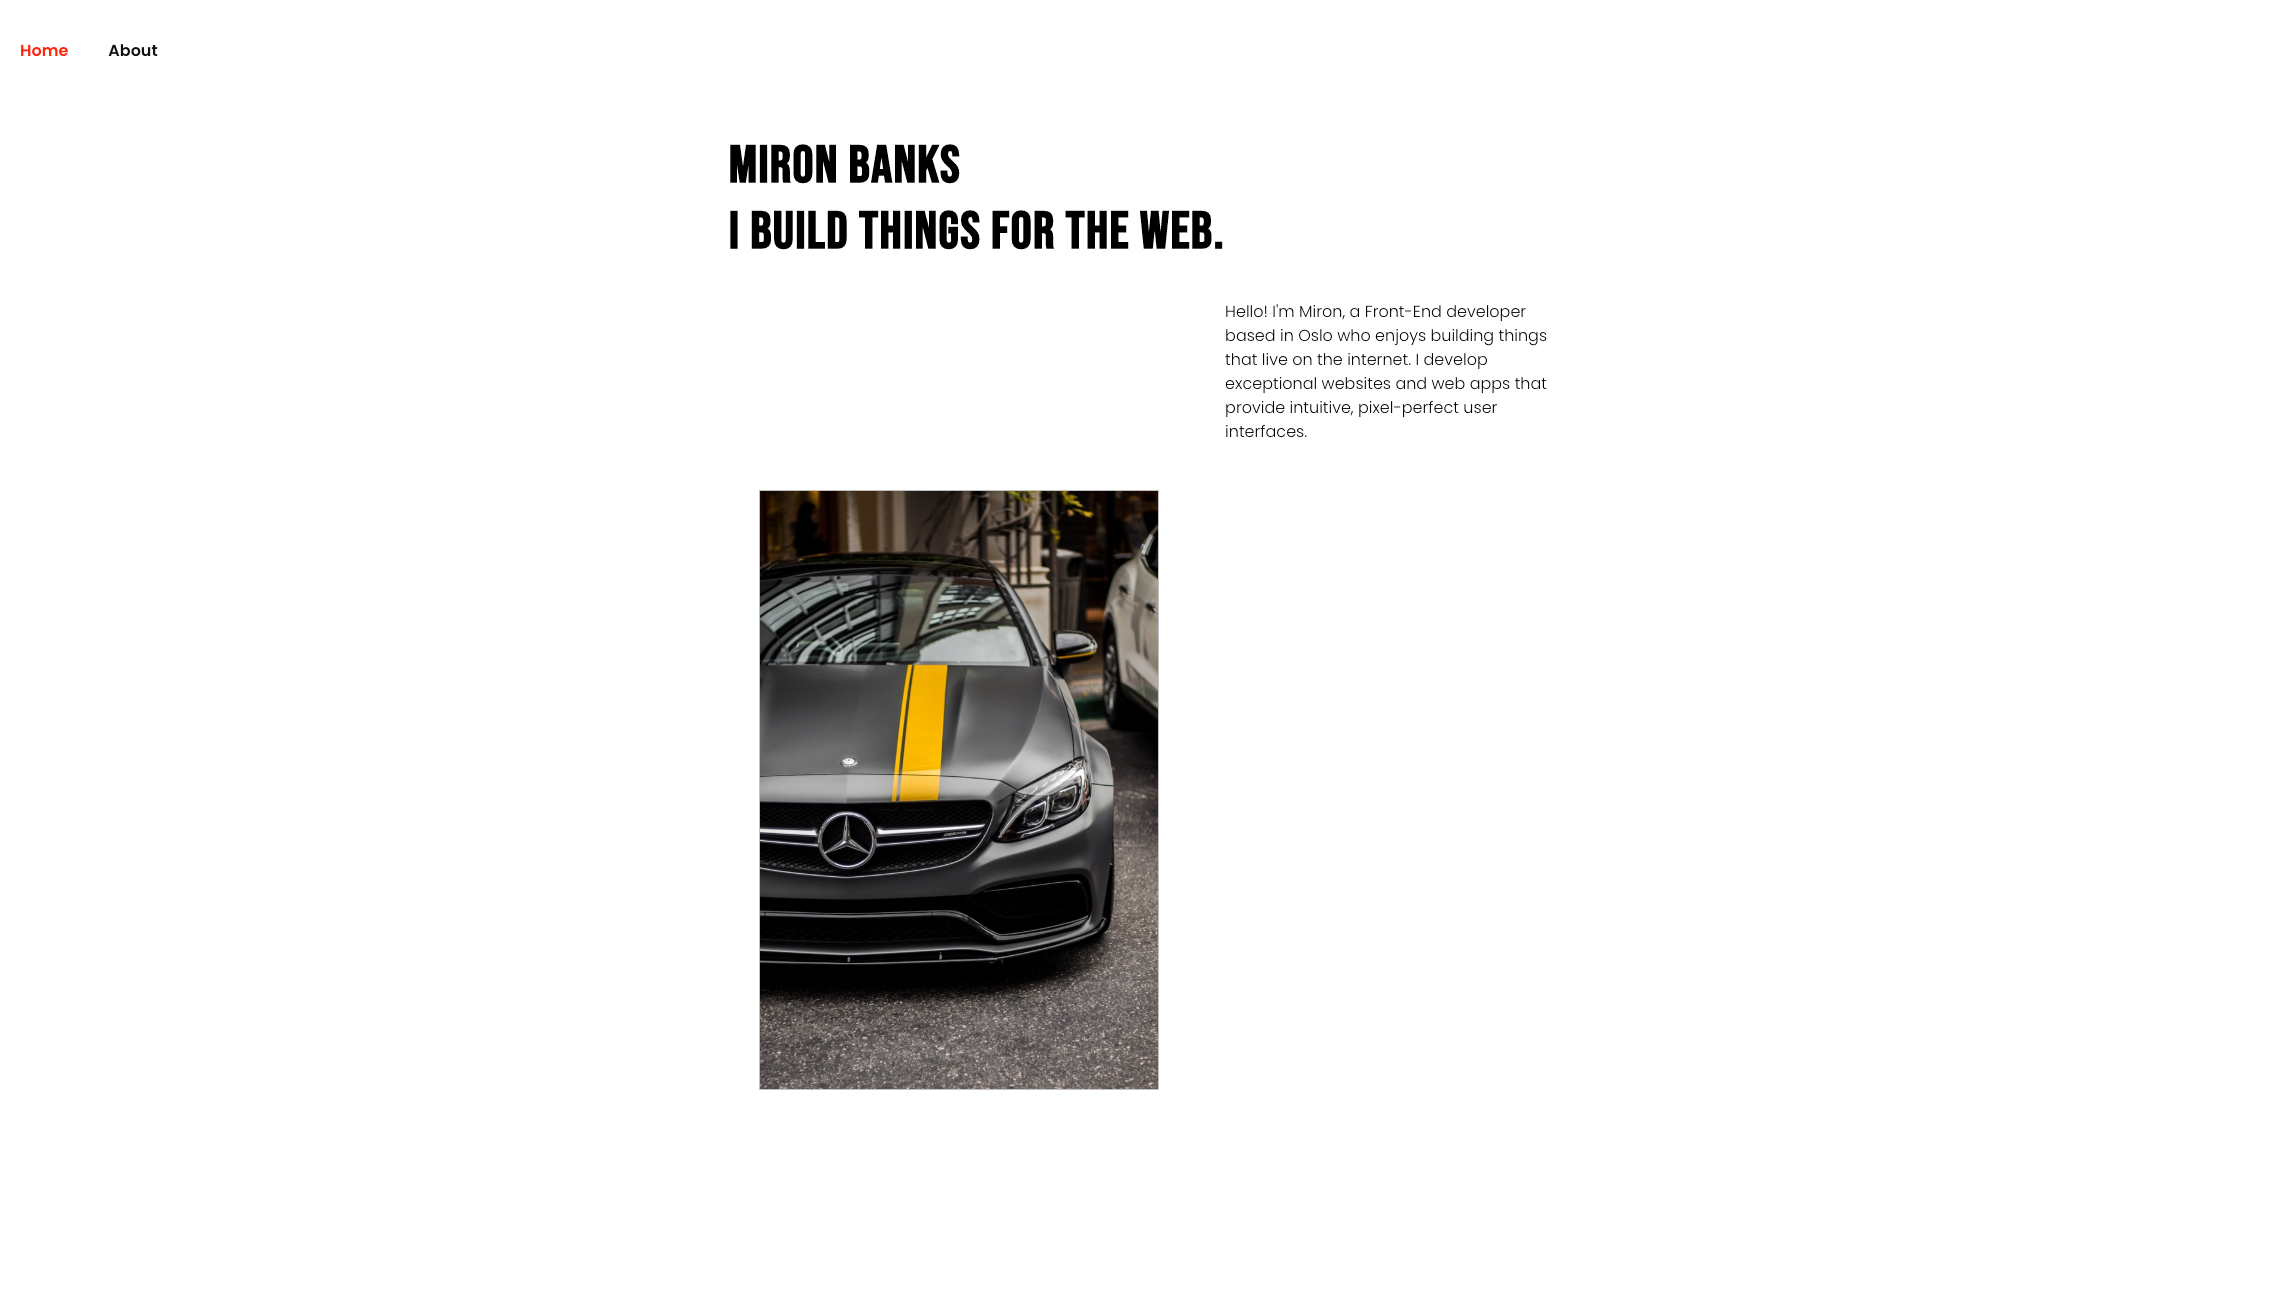 Home About
MIRON BANKS
I BUILD THINGS FOR THE WEB.
Hello! I'm Miron, a Front-End developer
based in Oslo who enjoys building things
that live on the internet. I develop
exceptional websites and web apps that
provide intuitive, pixel-perfect user
interfaces.